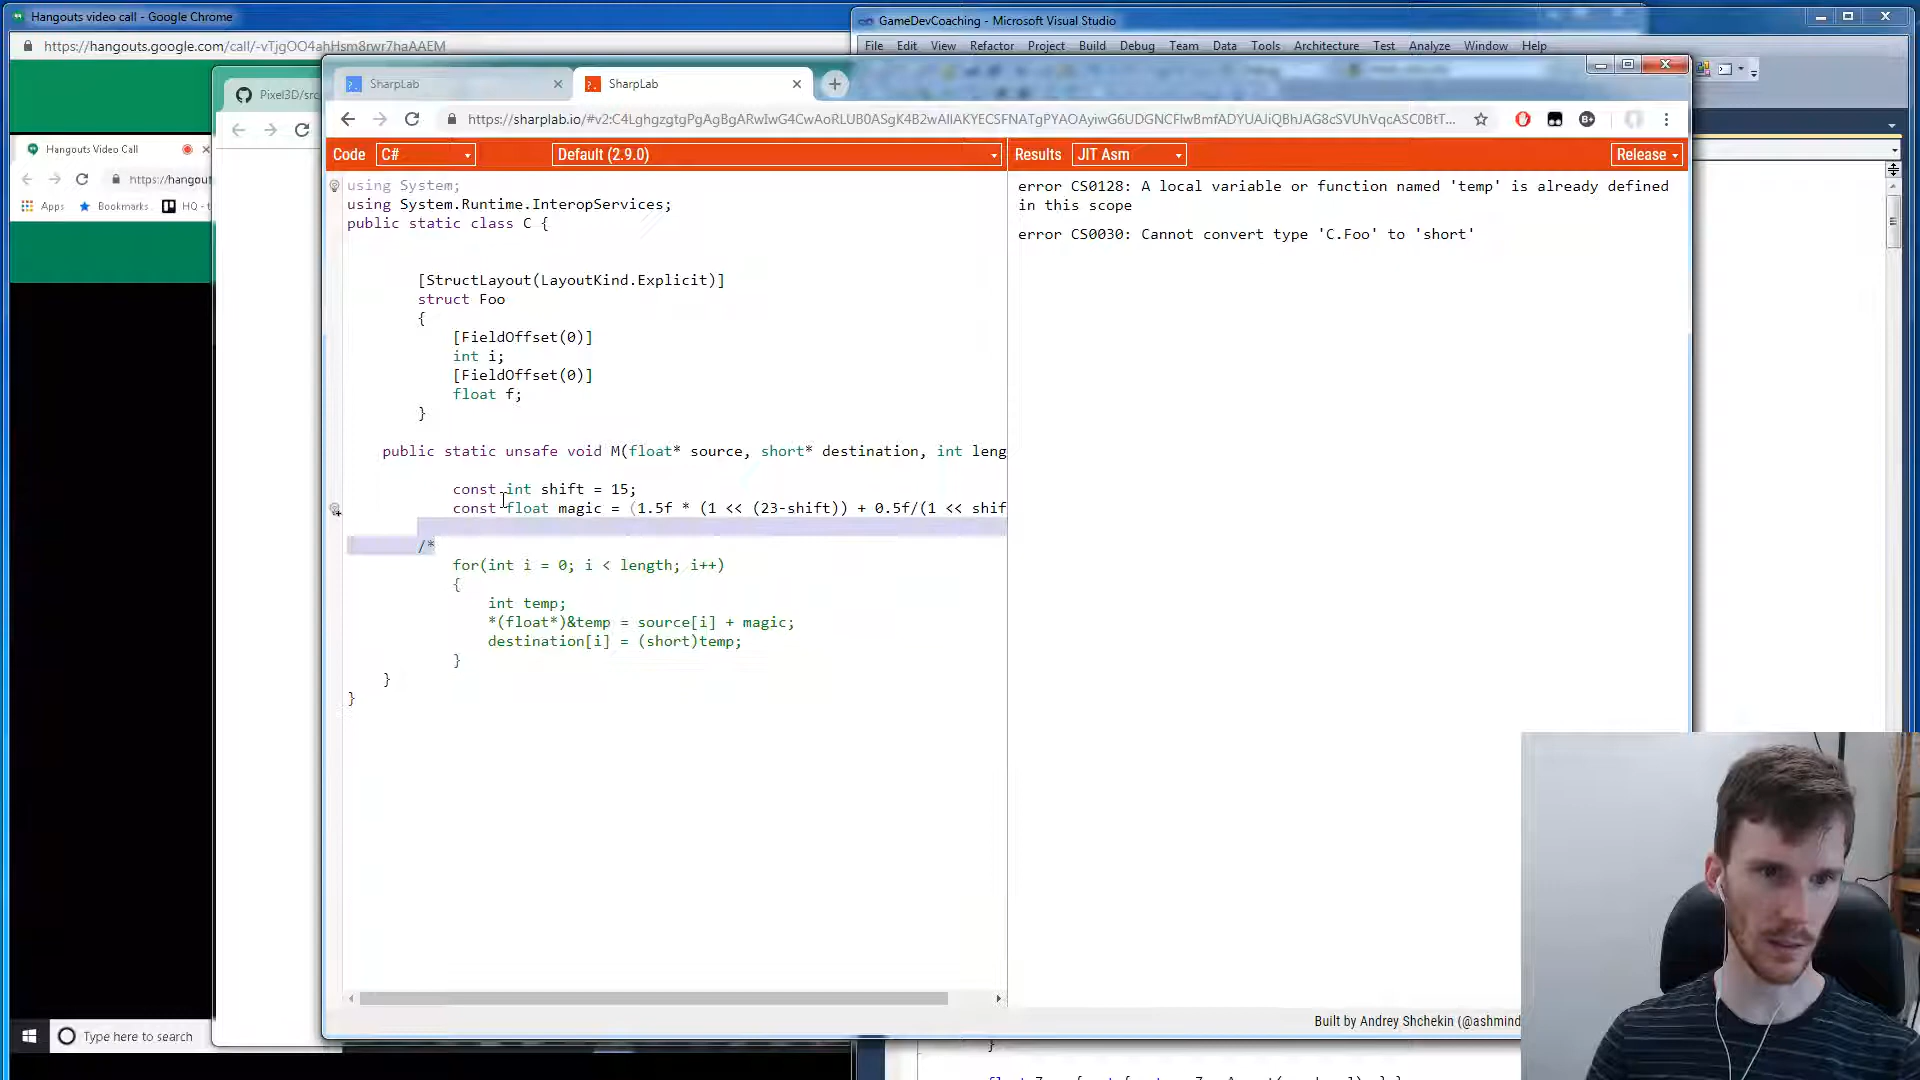 Hangouts video call - Google Chrome
GameDevCoaching - Microsoft Visual Studio
https://hangouts.google.com/call/-vTjgOO4ahHsm8rwr7haAAEM
File Edit View Refactor Project Build Debug Team Data Tools Architecture Test Analyze Window Help
SharpLab
SharpLab
Pixel3D/src
https://sharplab.io/#v2:C4LghgzgtgPgAgBgARwIwG4CwAoRLUB0ASgK4B2wAllAKYECSFNATgPYAOAyiwG6UDGNCFIwBmfADYUAJiQBhJAG8cSVUhVqcASC0BtT...
Hangouts Video Call
https://hangou
Apps Bookmarks HQ - t
Code C# Default (2.9.0) Results JIT Asm Release
using System;
using System.Runtime.InteropServices;
public static class C {
[StructLayout(LayoutKind.Explicit)]
struct Foo
{
[FieldOffset(0)]
int i;
[FieldOffset(0)]
float f;
}
public static unsafe void M(float* source, short* destination, int leng
const int shift = 15;
const float magic = (1.5f * (1 << (23-shift)) + 0.5f/(1 << shif
/*
for(int i = 0; i < length; i++)
{
int temp;
*(float*)&temp = source[i] + magic;
destination[i] = (short)temp;
}
}
}
error CS0128: A local variable or function named 'temp' is already defined
in this scope
error CS0030: Cannot convert type 'C.Foo' to 'short'
Built by Andrey Shchekin (@ashmind
Type here to search
}